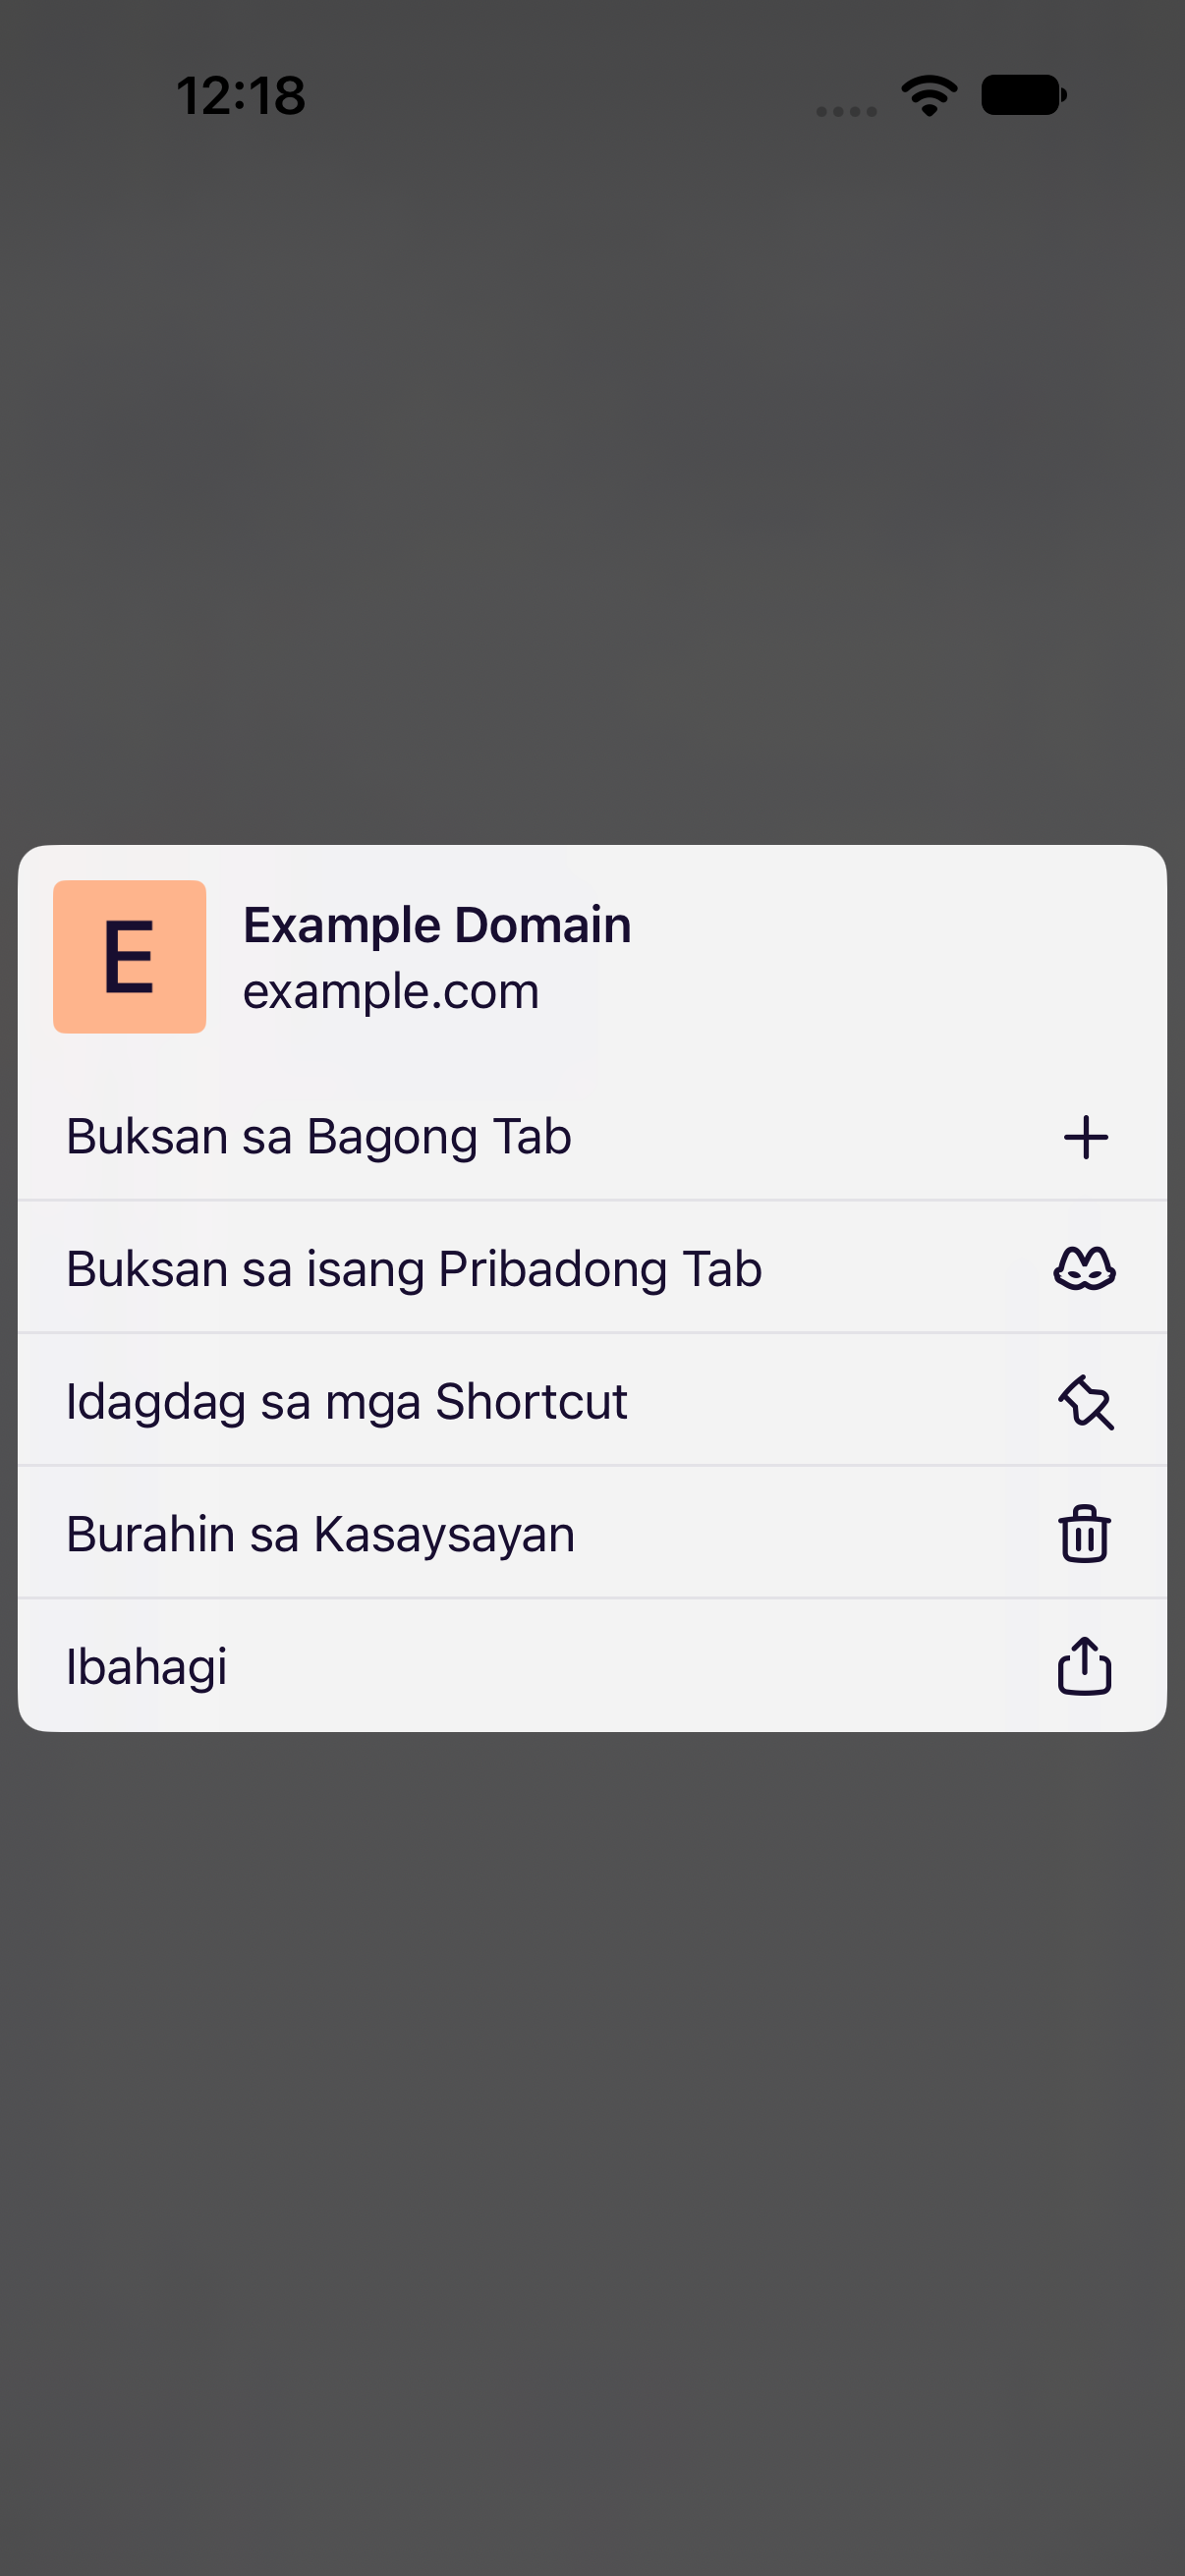 12:18
E
Example Domain
example.com
Buksan sa Bagong Tab
Buksan sa isang Pribadong Tab
Idagdag sa mga Shortcut
Burahin sa Kasaysayan
Ibahagi